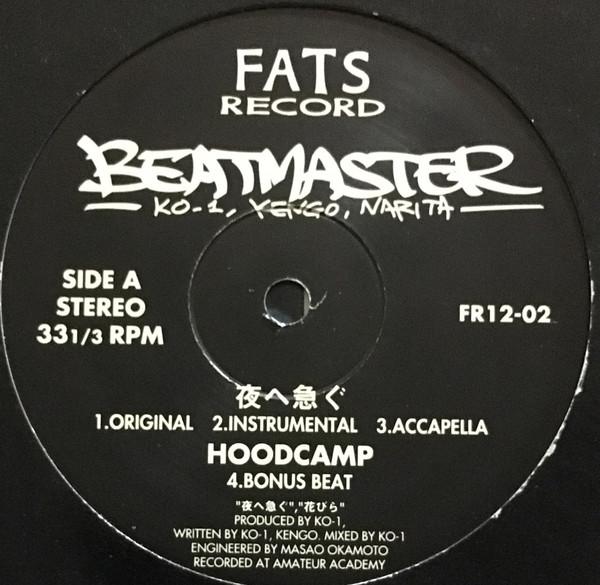 FATS
RECORD
BEATMASTER
KO-1, KENGO, NARITA
SIDE A
STEREO
33 1/3 RPM
FR12-02
夜へ急ぐ
1.ORIGINAL 2.INSTRUMENTAL 3.ACCAPELLA
HOODCAMP
4.BONUS BEAT
"夜へ急ぐ","花びら"
PRODUCED BY KO-1,
WRITTEN BY KO-1, KENGO. MIXED BY KO-1
ENGINEERED BY MASAO OKAMOTO
RECORDED AT AMATEUR ACADEMY